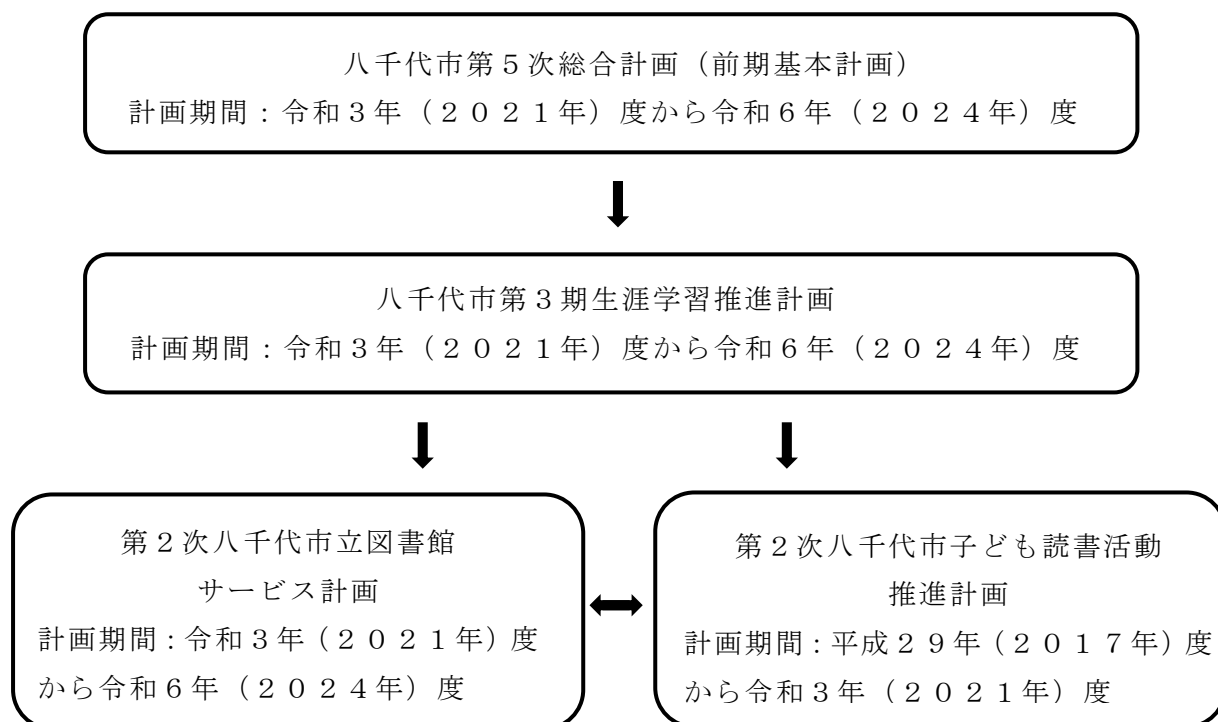 八千代市第５次総合計画（前期基本計画）
計画期間：令和３年（２０２１年）度から令和６年（２０２４年）度
八千代市第３期生涯学習推進計画
計画期間：令和３年（２０２１年）度から令和６年（２０２４年）度
第２次八千代市立図書館
サービス計画
計画期間：令和３年（２０２１年）度
から令和６年（２０２４年）度
第２次八千代市子ども読書活動
推進計画
計画期間：平成２９年（２０１７年）度
から令和３年（２０２１年）度